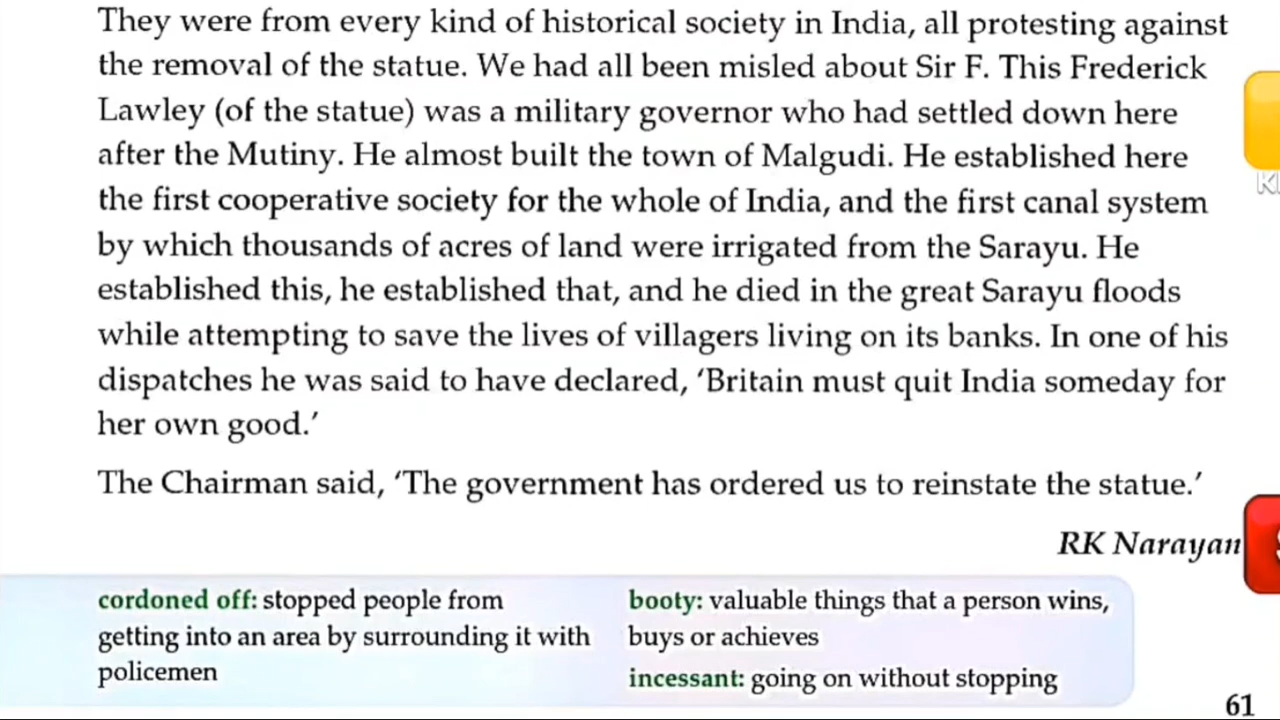 They were from every kind of historical society in India, all protesting against
the removal of the statue. We had all been misled about Sir F. This Frederick
Lawley (of the statue) was a military governor who had settled down here
after the Mutiny. He almost built the town of Malgudi. He established here
the first cooperative society for the whole of India, and the first canal system
by which thousands of acres of land were irrigated from the Sarayu. He
established this, he established that, and he died in the great Sarayu floods
while attempting to save the lives of villagers living on its banks. In one of his
dispatches he was said to have declared, ‘Britain must quit India someday for
her own good.’
The Chairman said, ‘The government has ordered us to reinstate the statue.’
RK Narayan
cordoned off: stopped people from
getting into an area by surrounding it with
policemen
booty: valuable things that a person wins,
buys or achieves
incessant: going on without stopping
61